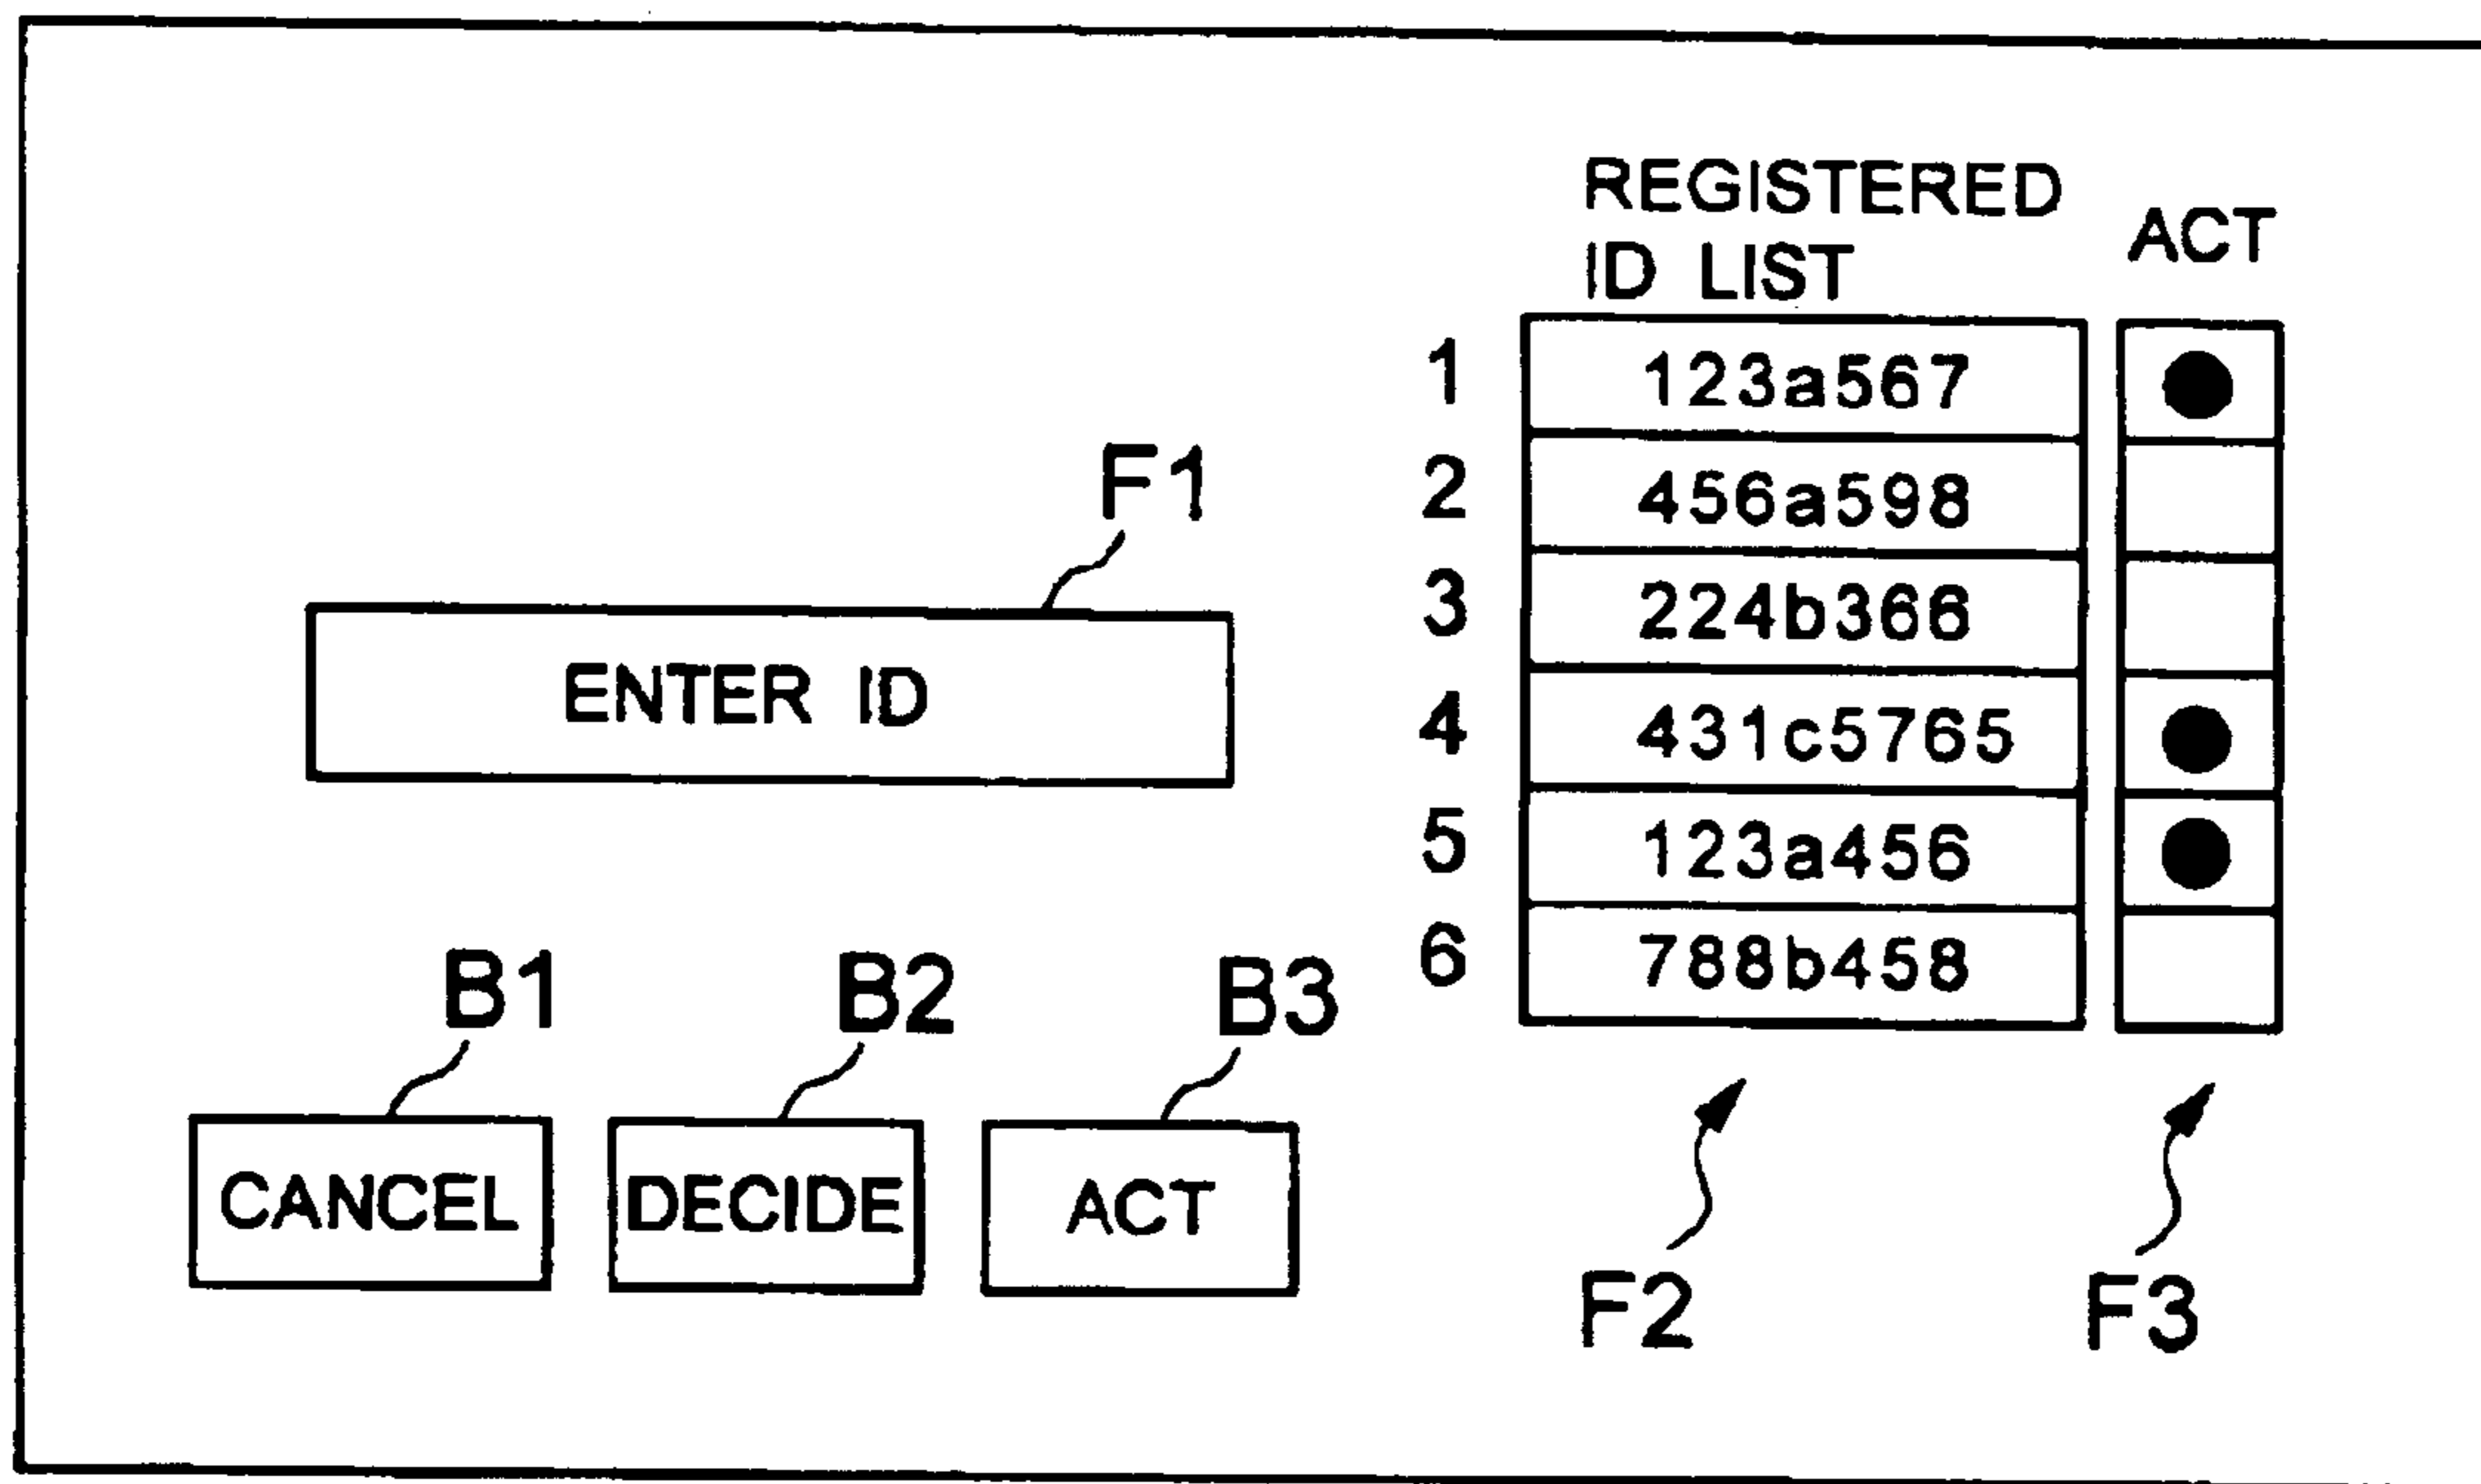 REGISTERED
ID LIST
ACT
1 123a567
2 456a598
3 224b366
4 431c5765
5 123a456
6 788b458
F1
ENTER ID
B1 B2 B3
CANCEL DECIDE ACT
F2 F3